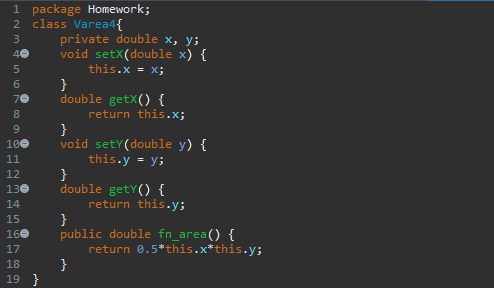 1 package Homework;
2 class Varea4{
3     private double x, y;
4     void setX(double x) {
5         this.x = x;
6     }
7     double getX() {
8         return this.x;
9     }
10     void setY(double y) {
11         this.y = y;
12     }
13     double getY() {
14         return this.y;
15     }
16     public double fn_area() {
17         return 0.5*this.x*this.y;
18     }
19 }